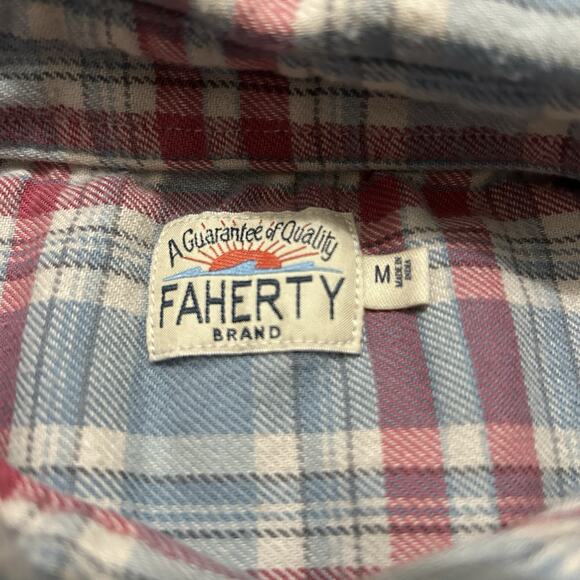 A Guarantee of Quality
FAHERTY
BRAND
M
MADE IN
INDIA